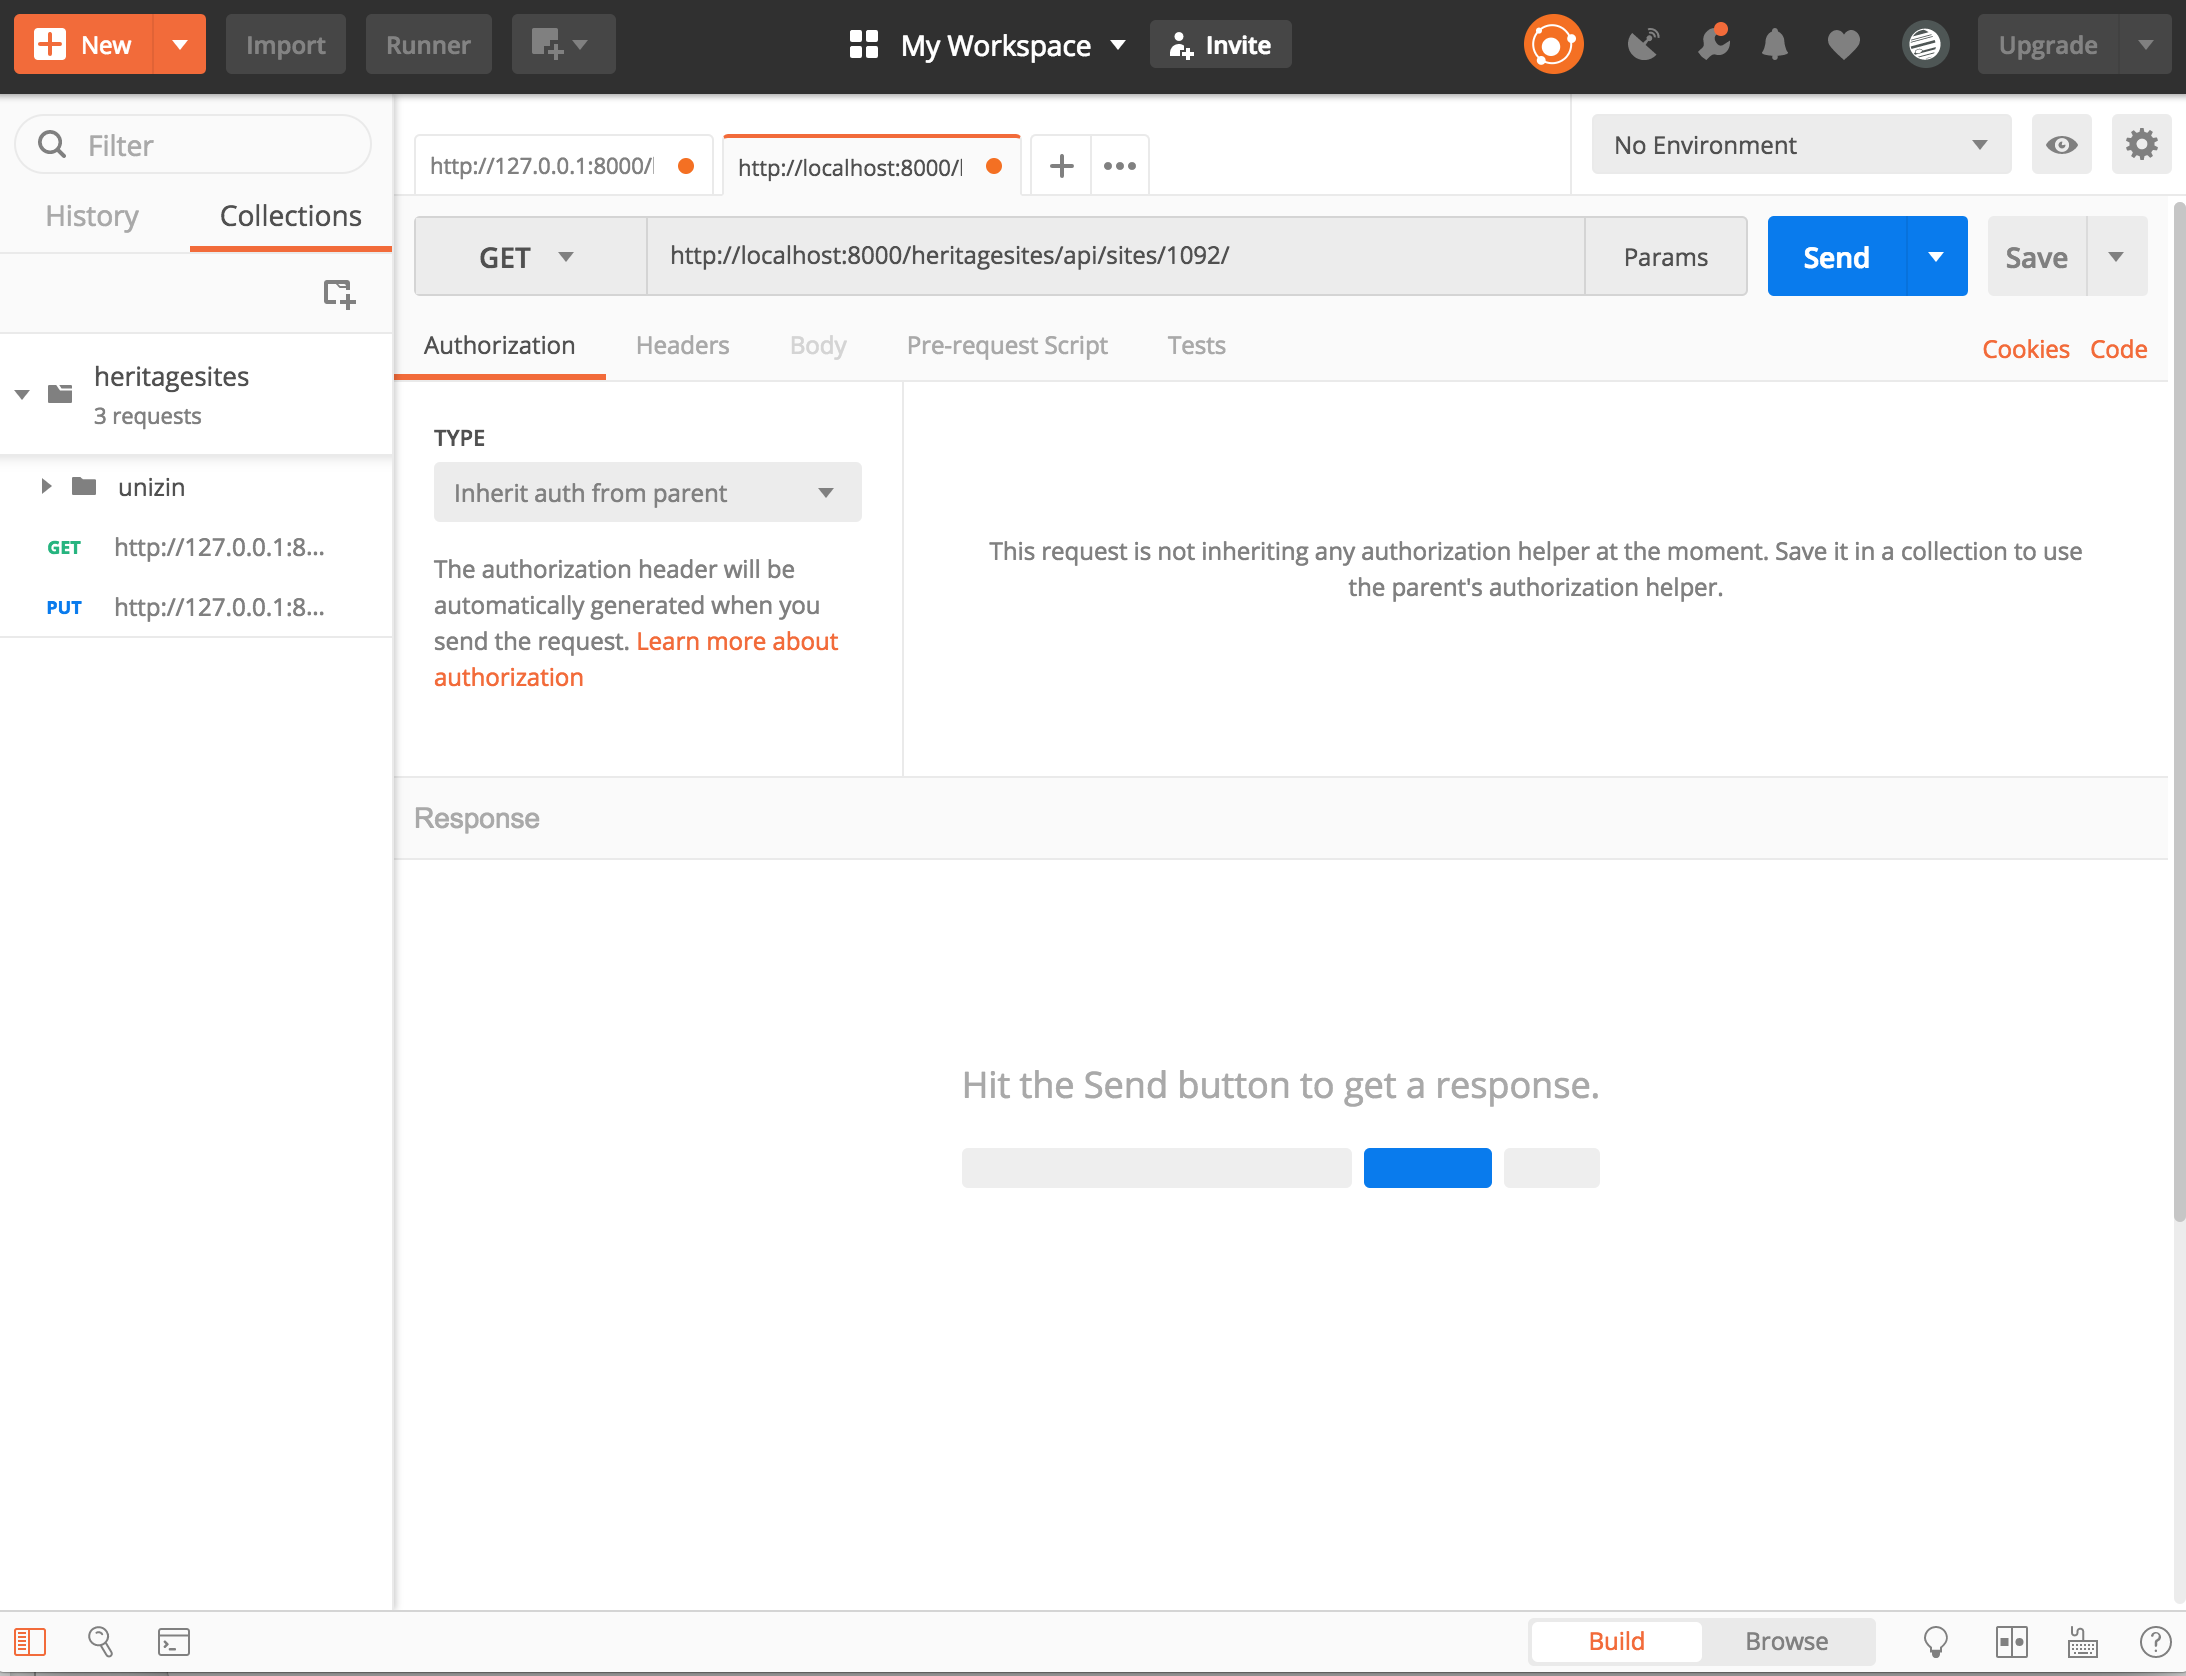 New
Import
Runner
My Workspace
Invite
Upgrade
Filter
History
Collections
heritagesites
3 requests
unizin
GET http://127.0.0.1:8...
PUT http://127.0.0.1:8...
http://127.0.0.1:8000/
http://localhost:8000/
No Environment
GET
http://localhost:8000/heritagesites/api/sites/1092/
Params
Send
Save
Authorization
Headers
Body
Pre-request Script
Tests
Cookies
Code
TYPE
Inherit auth from parent
The authorization header will be
automatically generated when you
send the request. Learn more about
authorization
This request is not inheriting any authorization helper at the moment. Save it in a collection to use
the parent's authorization helper.
Response
Hit the Send button to get a response.
Build
Browse